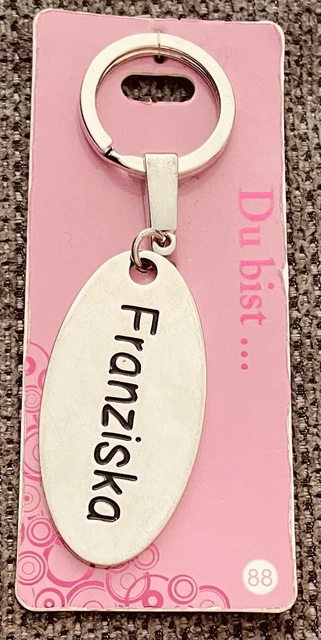 Du bist ...
Franziska
88